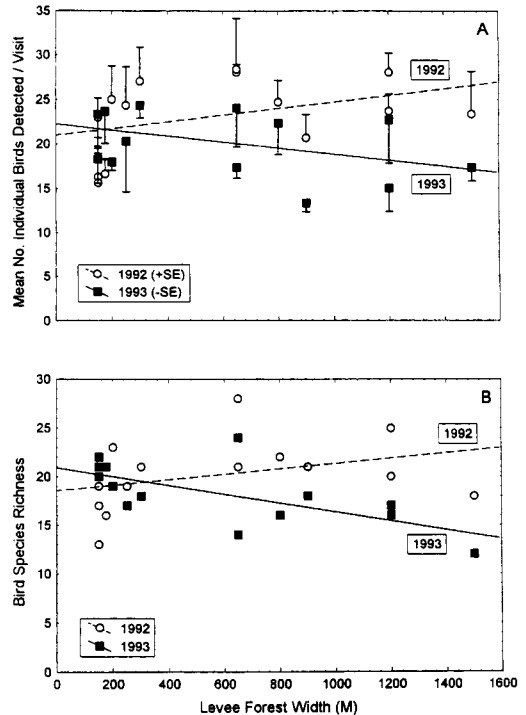 A
Mean No. Individual Birds Detected / Visit
35
30
25
20
15
10
5
0
1992
1993
1992 (+SE)
1993 (-SE)
B
Bird Species Richness
30
25
20
15
10
5
0
1992
1993
1992
1993
0 200 400 600 800 1000 1200 1400 1600
Levee Forest Width (M)